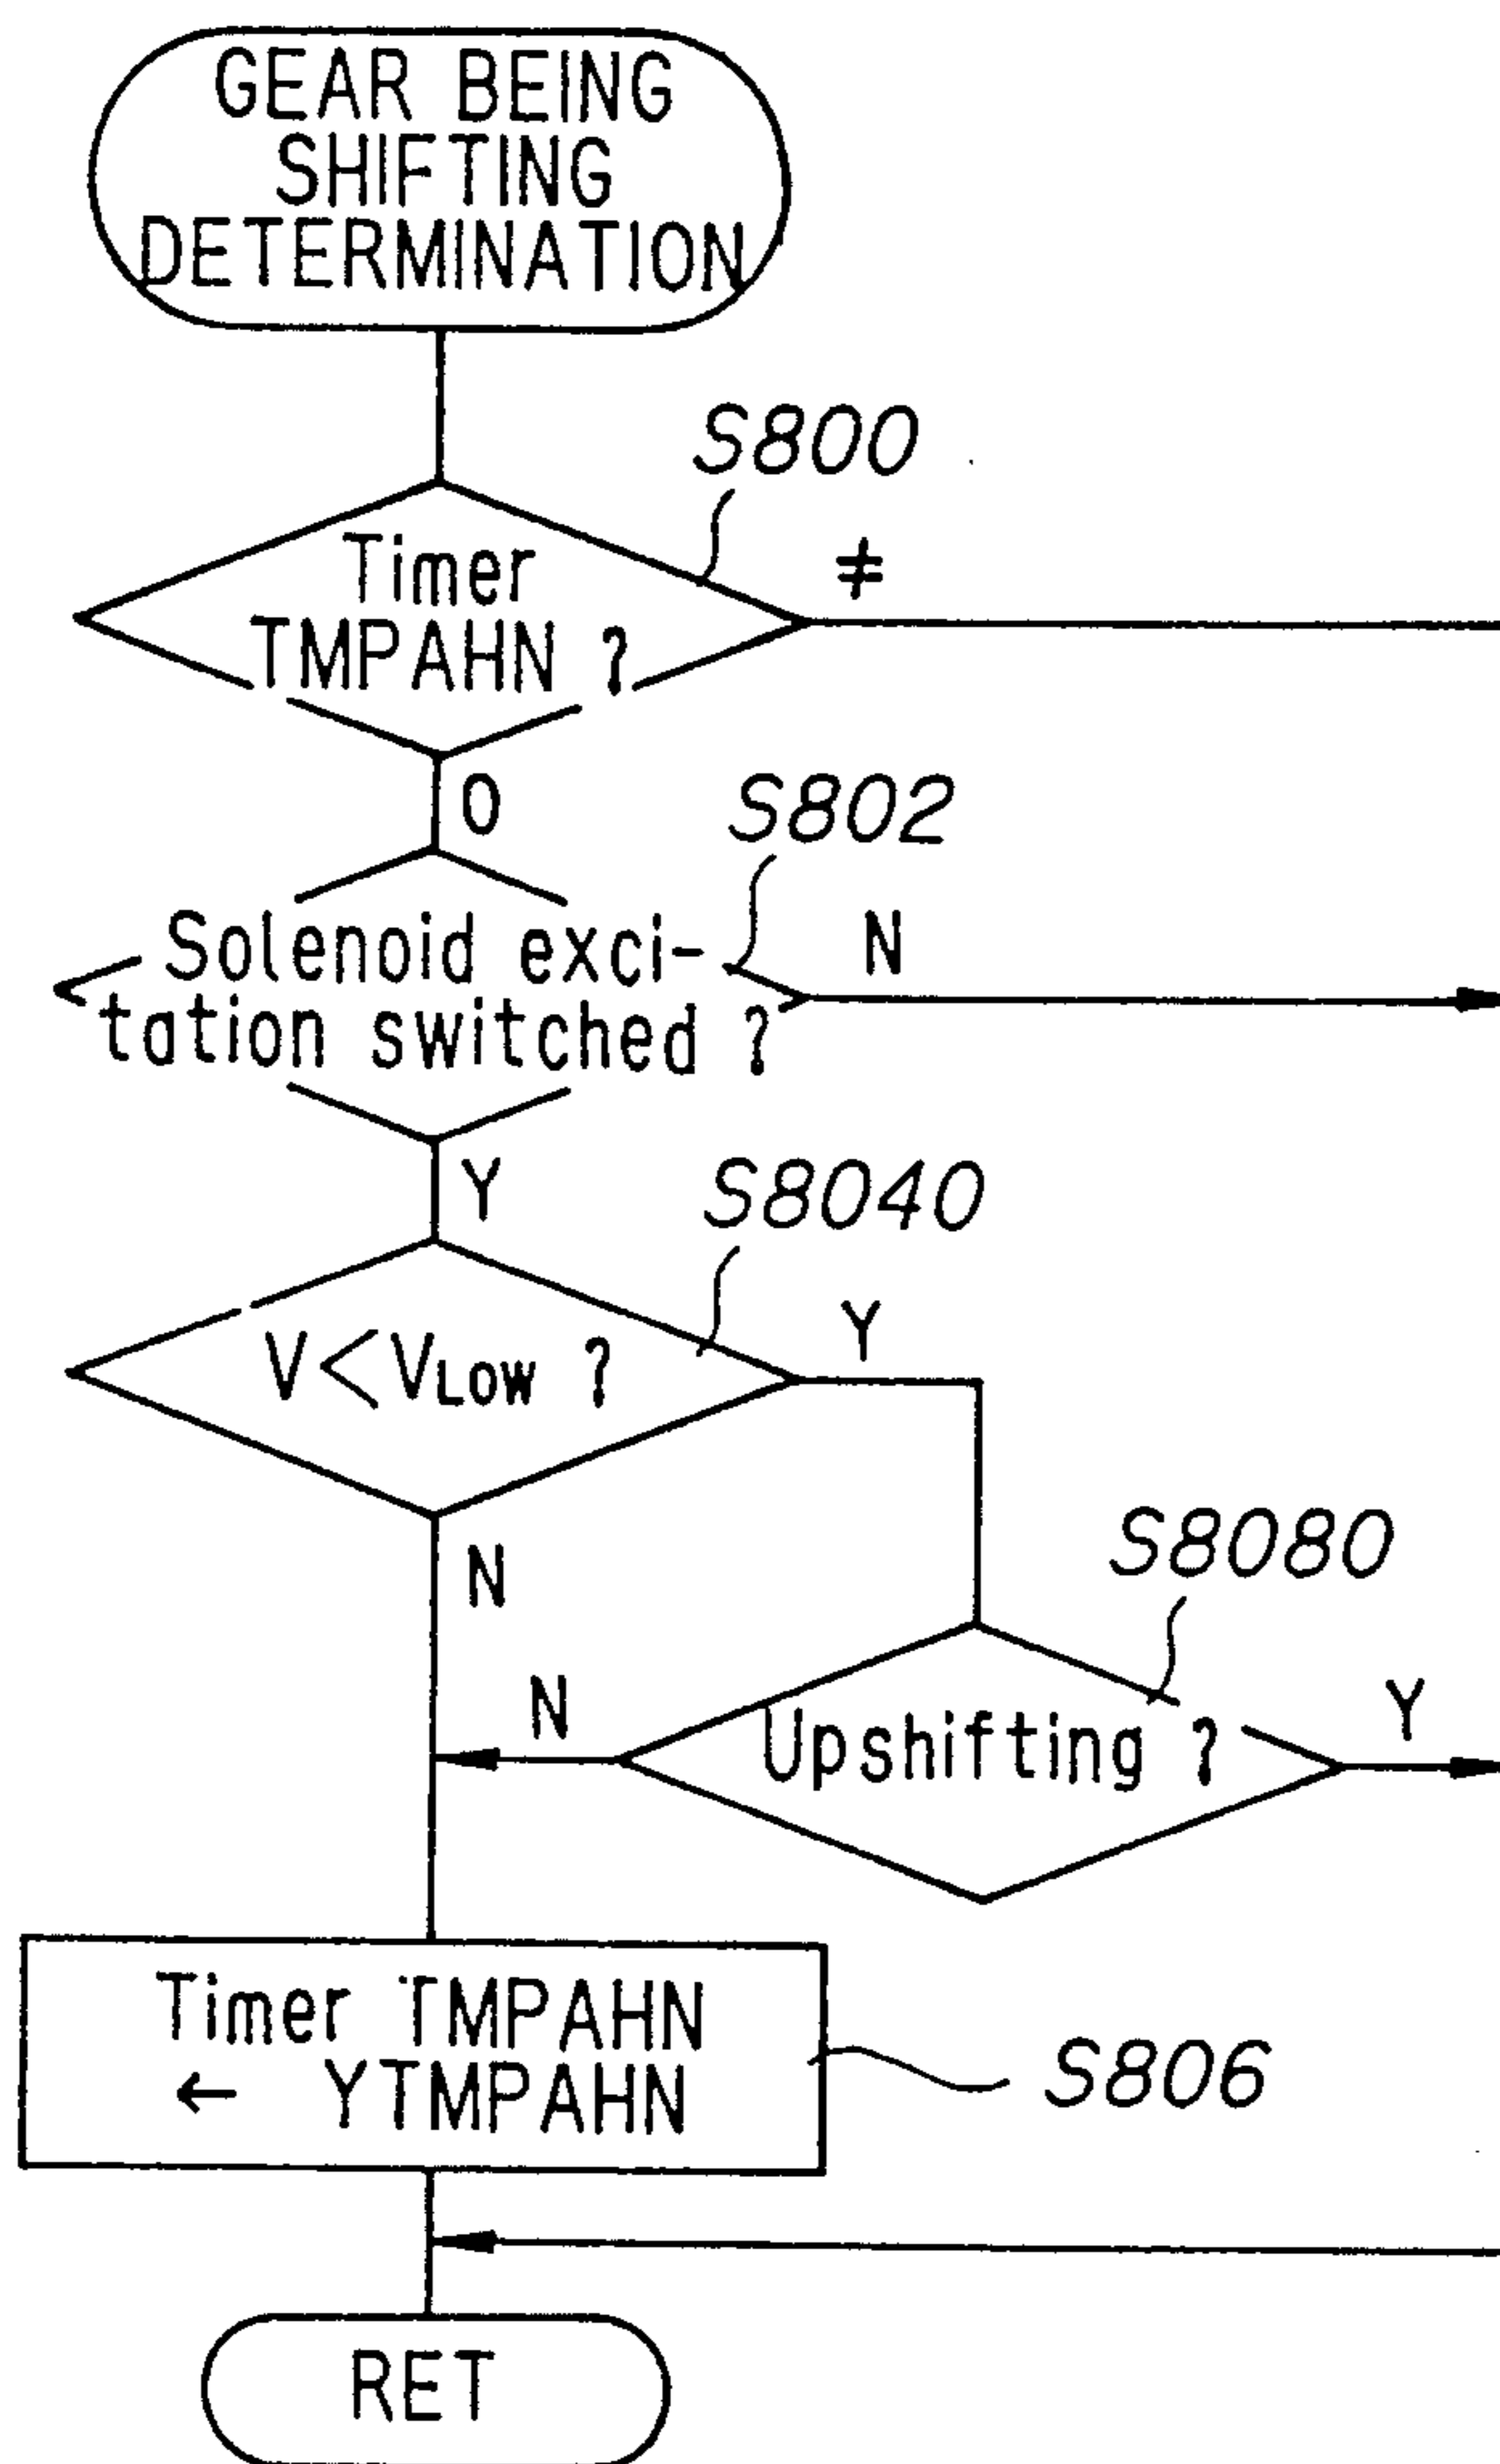 GEAR BEING
SHIFTING
DETERMINATION
S800
Timer
TMPAHN ?
≠
0
S802
Solenoid exci-
tation switched ?
N
Y
S8040
V<VLOW ?
Y
N
S8080
Upshifting ?
N
Y
Timer TMPAHN
← YTMPAHN
S806
RET